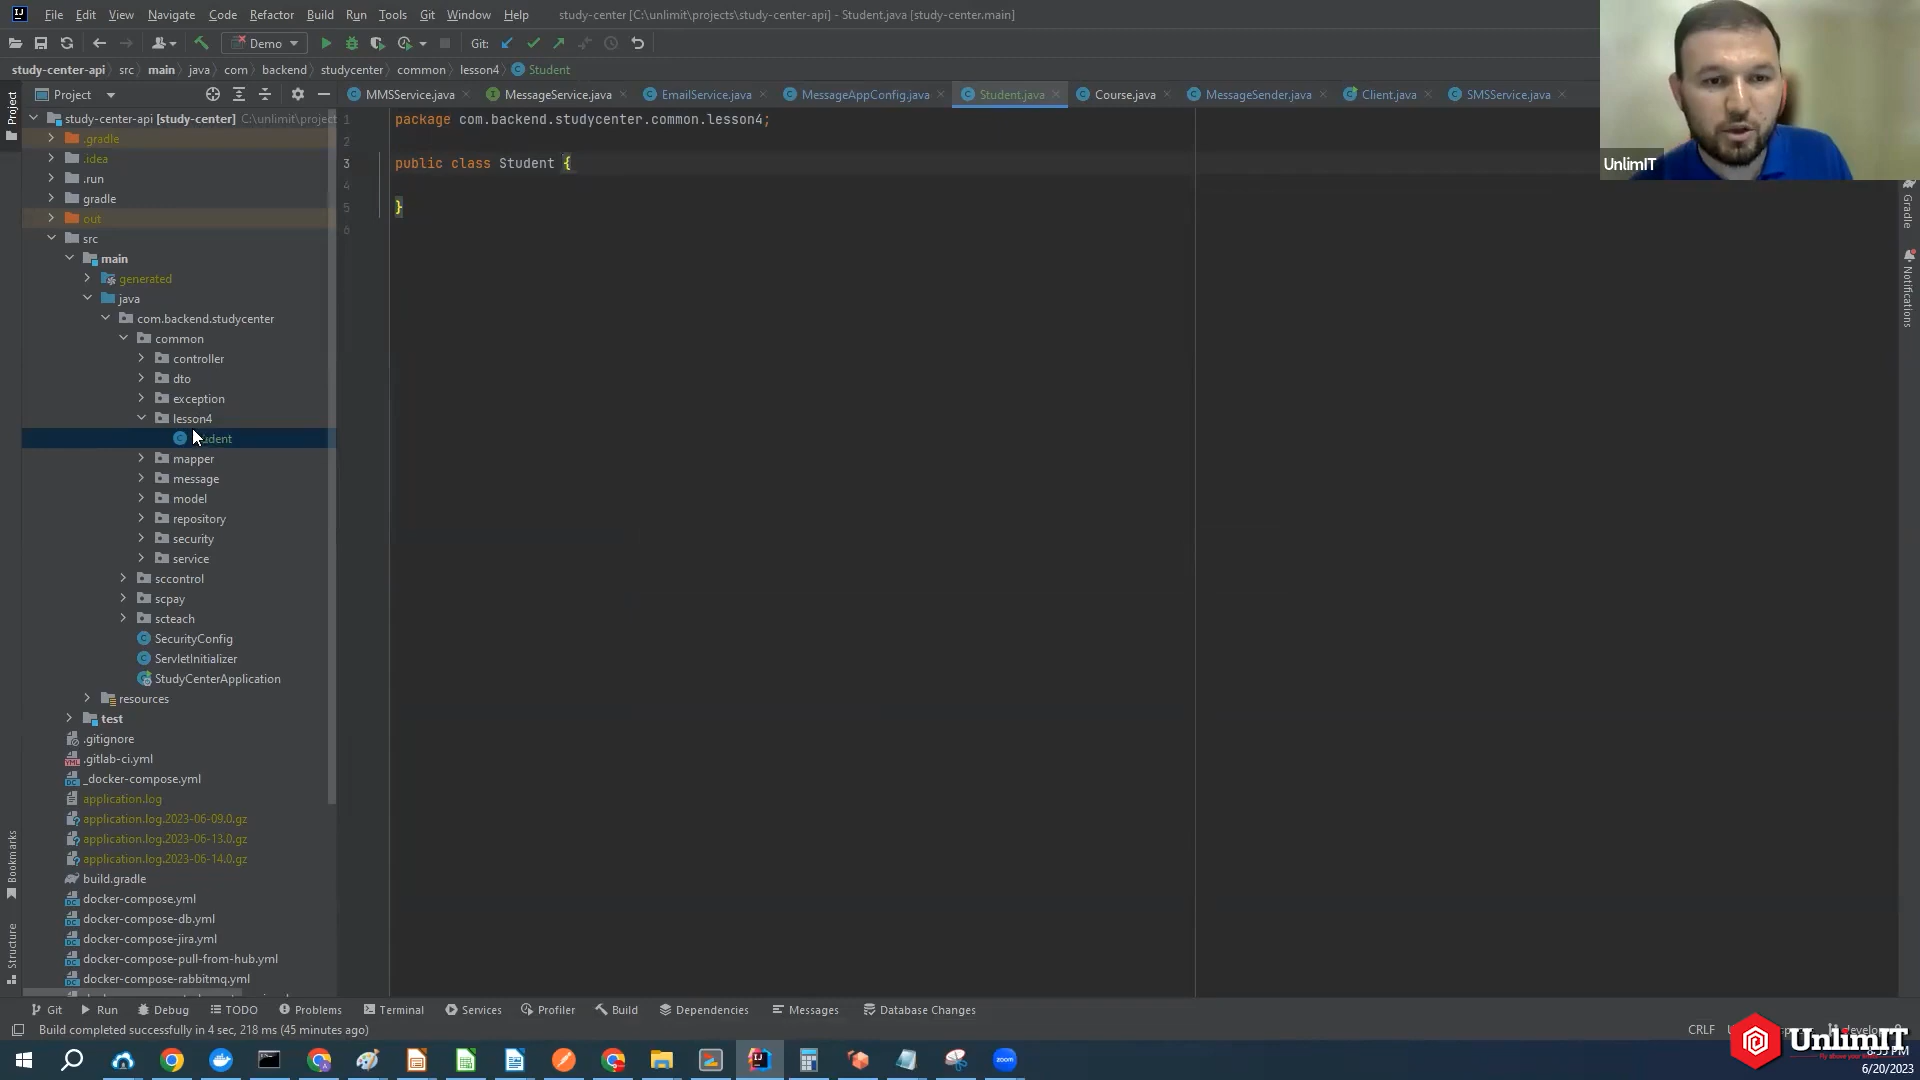 File Edit View Navigate Code Refactor Build Run Tools Git Window Help study-center [C:\unlimit\projects\study-center-api] - Student.java [study-center.main]
Demo Git:
study-center-api src main java com backend studycenter common lesson4 Student
Project MMSService.java MessageService.java EmailService.java MessageAppConfig.java Student.java Course.java MessageSender.java Client.java SMSService.java
Project
study-center-api [study-center] C:\unlimit\project
.gradle
.idea
.run
gradle
out
src
main
generated
java
com.backend.studycenter
common
controller
dto
exception
lesson4
mapper
message
model
repository
security
service
sccontrol
scpay
scteach
SecurityConfig
ServletInitializer
StudyCenterApplication
resources
test
.gitignore
.gitlab-ci.yml
_docker-compose.yml
application.log
application.log.2023-06-09.0.gz
application.log.2023-06-13.0.gz
application.log.2023-06-14.0.gz
build.gradle
docker-compose.yml
docker-compose-db.yml
docker-compose-jira.yml
docker-compose-pull-from-hub.yml
docker-compose-rabbitmq.yml
1 package com.backend.studycenter.common.lesson4;
2
3 public class Student {
4
5 }
6
UnlimIT
Gradle
Notifications
Bookmarks
Structure
Git Run Debug TODO Problems Terminal Services Profiler Build Dependencies Messages Database Changes
Build completed successfully in 4 sec, 218 ms (45 minutes ago) CRLF
UnlimIT
zoom
6/20/2023